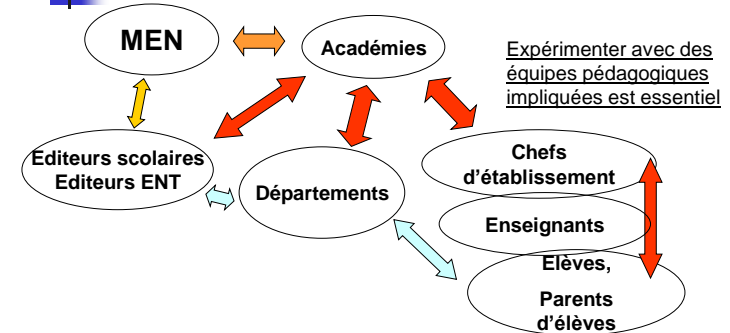 MEN
Académies
Expérimenter avec des
équipes pédagogiques
impliquées est essentiel
Editeurs scolaires
Editeurs ENT
Départements
Chefs
d'établissement
Enseignants
Elèves,
Parents
d'élèves